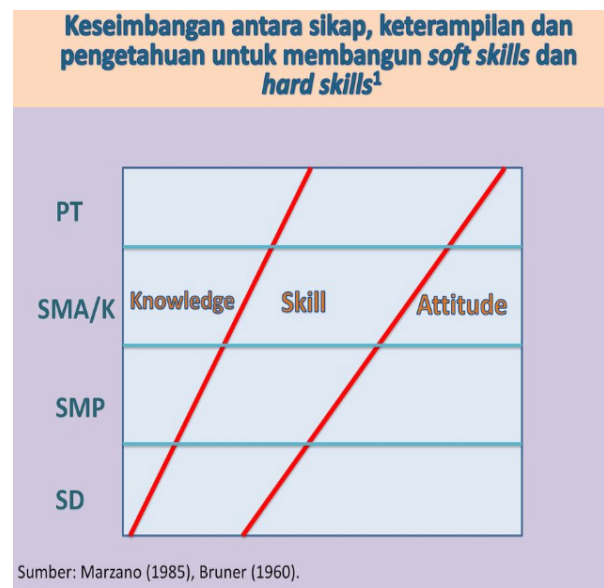 Keseimbangan antara sikap, keterampilan dan
pengetahuan untuk membangun soft skills dan
hard skills¹
PT
SMA/K
Knowledge
Skill
Attitude
SMP
SD
Sumber: Marzano (1985), Bruner (1960).